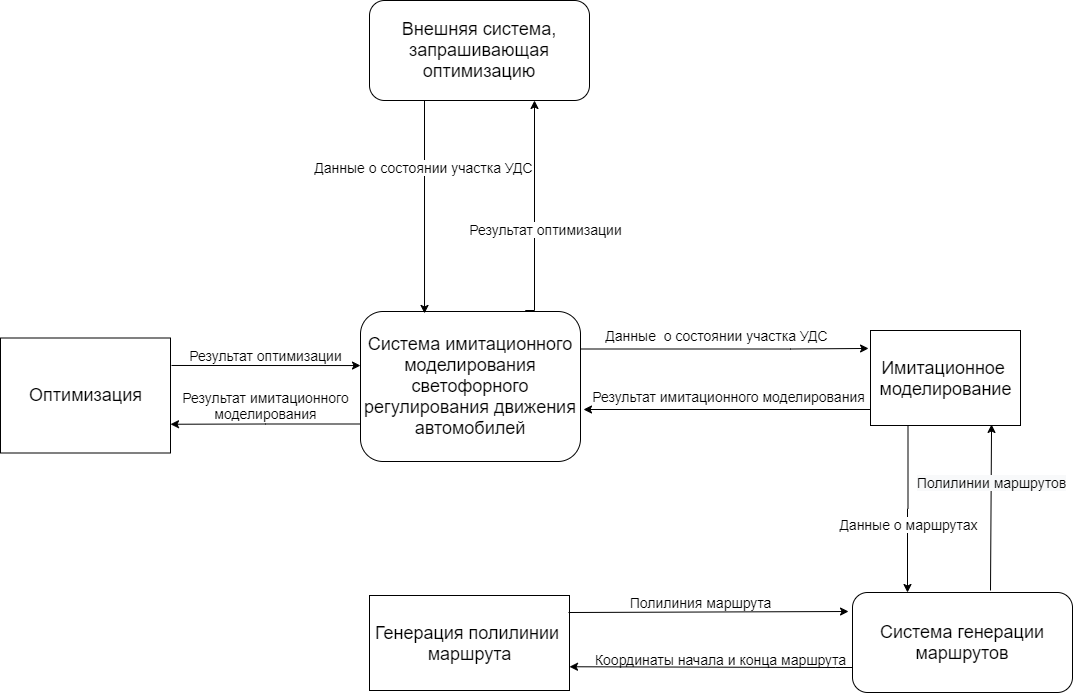 Внешняя система,
запрашивающая
оптимизацию
Данные о состоянии участка УДС
Результат оптимизации
Оптимизация
Результат оптимизации
Результат имитационного
моделирования
Система имитационного
моделирования
светофорного
регулирования движения
автомобилей
Данные о состоянии участка УДС
Результат имитационного моделирования
Имитационное
моделирование
Полилинии маршрутов
Данные о маршрутах
Генерация полилинии
маршрута
Полилиния маршрута
Координаты начала и конца маршрута
Система генерации
маршрутов